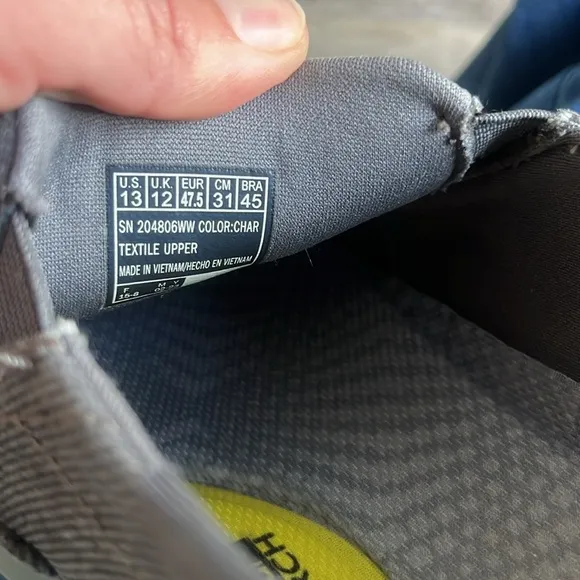 U.S. U.K. EUR CM BRA
13 12 47.5 31 45
SN 204806WW COLOR:CHAR
TEXTILE UPPER
MADE IN VIETNAM/HECHO EN VIETNAM
F M Y
RCH